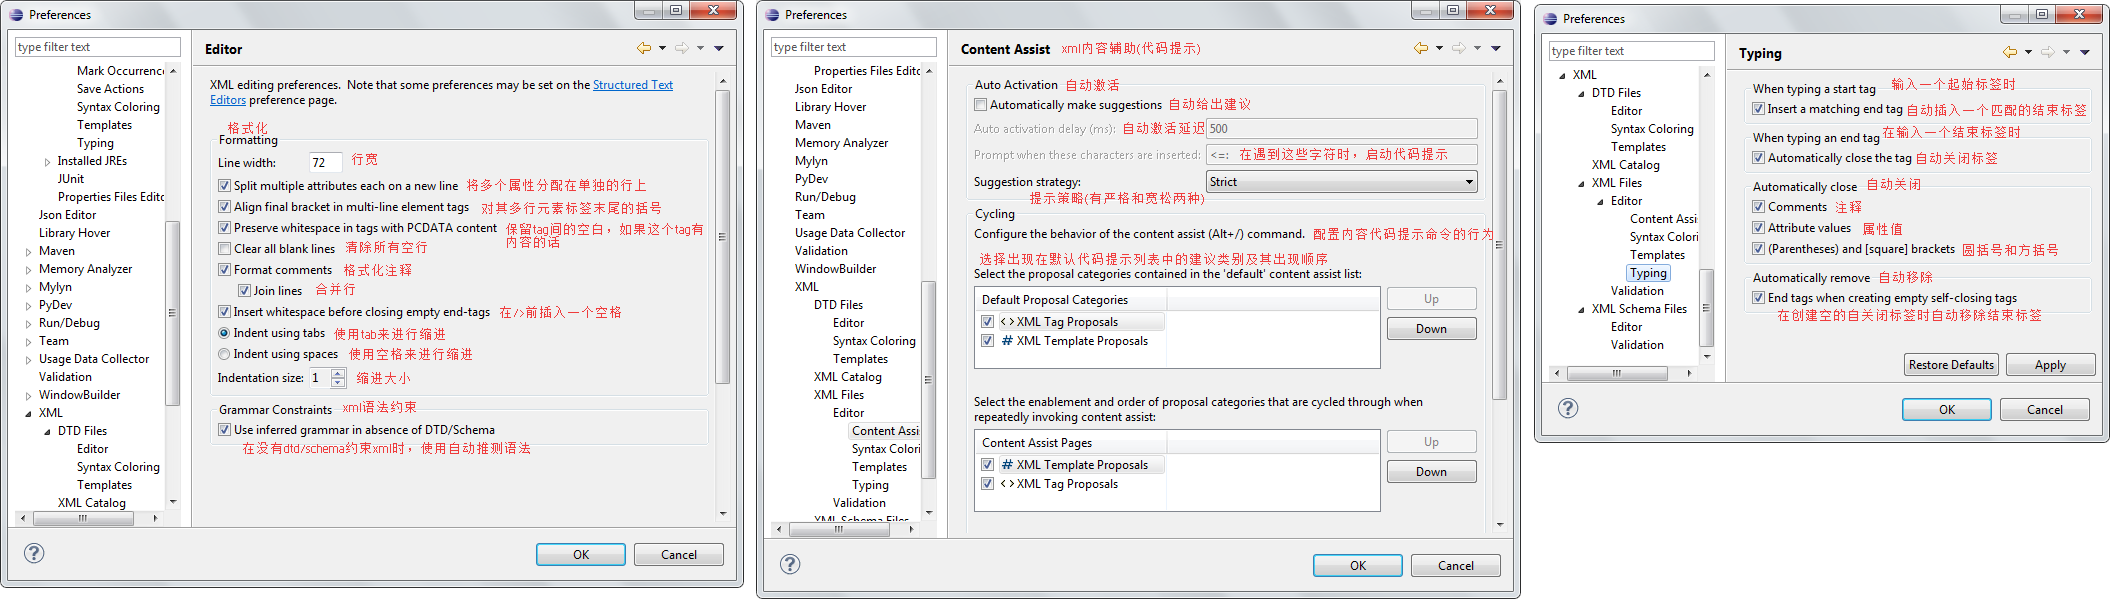 Preferences
type filter text
Mark Occurrenc
Save Actions
Syntax Coloring
Templates
Typing
Installed JREs
JUnit
Properties Files Edito
Json Editor
Library Hover
Maven
Memory Analyzer
Mylyn
PyDev
Run/Debug
Team
Usage Data Collector
Validation
WindowBuilder
XML
DTD Files
Editor
Syntax Coloring
Templates
XML Catalog
Editor
XML editing preferences.  Note that some preferences may be set on the Structured Text
Editors preference page.
格式化
Formatting
Line width: 72 行宽
Split multiple attributes each on a new line 将多个属性分配在单独的行上
Align final bracket in multi-line element tags 对其多行元素标签末尾的括号
Preserve whitespace in tags with PCDATA content 保留tag间的空白，如果这个tag有
内容的话
Clear all blank lines 清除所有空行
Format comments 格式化注释
Join lines 合并行
Insert whitespace before closing empty end-tags 在/>前插入一个空格
Indent using tabs 使用tab来进行缩进
Indent using spaces 使用空格来进行缩进
Indentation size: 1 缩进大小
Grammar Constraints xml语法约束
Use inferred grammar in absence of DTD/Schema
在没有dtd/schema约束xml时，使用自动推测语法
OK
Cancel
Preferences
type filter text
Properties Files Edito
Json Editor
Library Hover
Maven
Memory Analyzer
Mylyn
PyDev
Run/Debug
Team
Usage Data Collector
Validation
WindowBuilder
XML
DTD Files
Editor
Syntax Coloring
Templates
XML Catalog
XML Files
Editor
Content Assi
Syntax Colori
Templates
Typing
Validation
XML Schema Files
Content Assist xml内容辅助(代码提示)
Auto Activation 自动激活
Automatically make suggestions 自动给出建议
Auto activation delay (ms): 自动激活延迟 500
Prompt when these characters are inserted: <=: 在遇到这些字符时，启动代码提示
Suggestion strategy: Strict
提示策略(有严格和宽松两种)
Cycling
Configure the behavior of the content assist (Alt+/) command. 配置内容代码提示命令的行为
选择出现在默认代码提示列表中的建议类别及其出现顺序
Select the proposal categories contained in the 'default' content assist list:
Default Proposal Categories
XML Tag Proposals
XML Template Proposals
Up
Down
Select the enablement and order of proposal categories that are cycled through when
repeatedly invoking content assist:
Content Assist Pages
XML Template Proposals
XML Tag Proposals
Up
Down
OK
Cancel
Preferences
type filter text
XML
DTD Files
Editor
Syntax Coloring
Templates
XML Catalog
XML Files
Editor
Content Assi
Syntax Colori
Templates
Typing
Validation
XML Schema Files
Editor
Validation
Typing
When typing a start tag 输入一个起始标签时
Insert a matching end tag 自动插入一个匹配的结束标签
When typing an end tag 在输入一个结束标签时
Automatically close the tag 自动关闭标签
Automatically close 自动关闭
Comments 注释
Attribute values 属性值
(Parentheses) and [square] brackets 圆括号和方括号
Automatically remove 自动移除
End tags when creating empty self-closing tags
在创建空的自关闭标签时自动移除结束标签
Restore Defaults
Apply
OK
Cancel